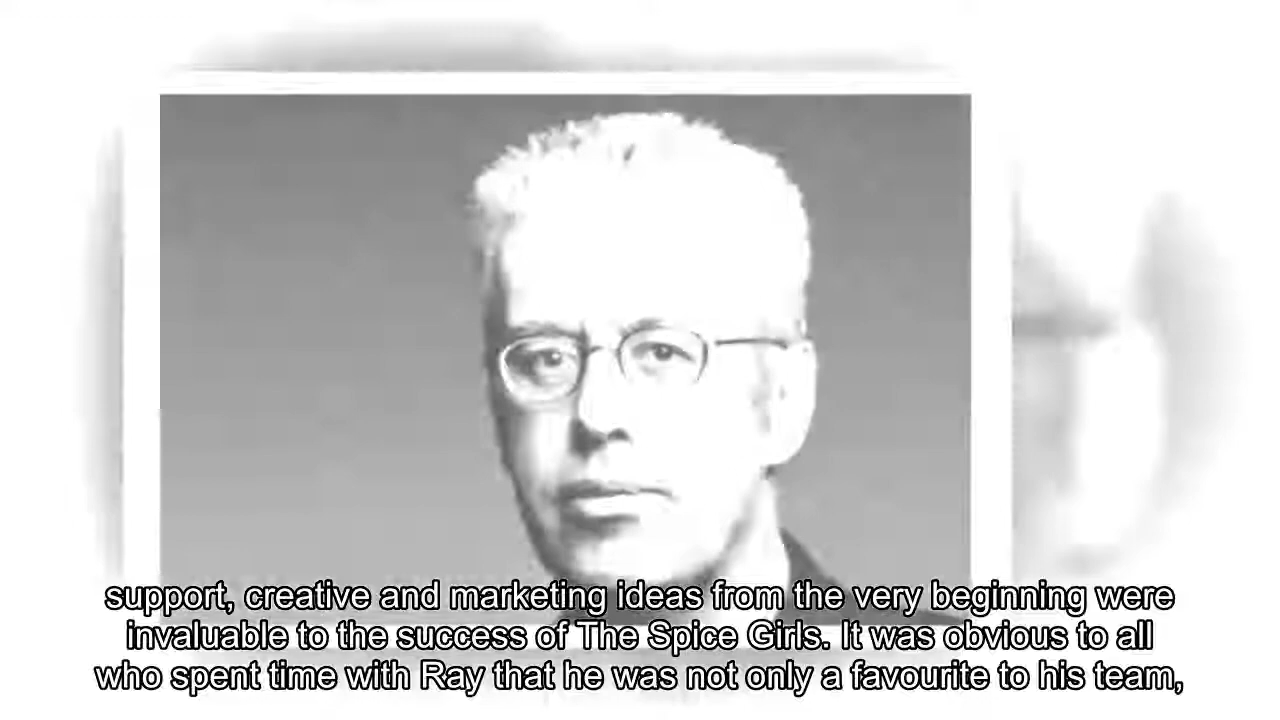 support, creative and marketing ideas from the very beginning were
invaluable to the success of The Spice Girls. It was obvious to all
who spent time with Ray that he was not only a favourite to his team,